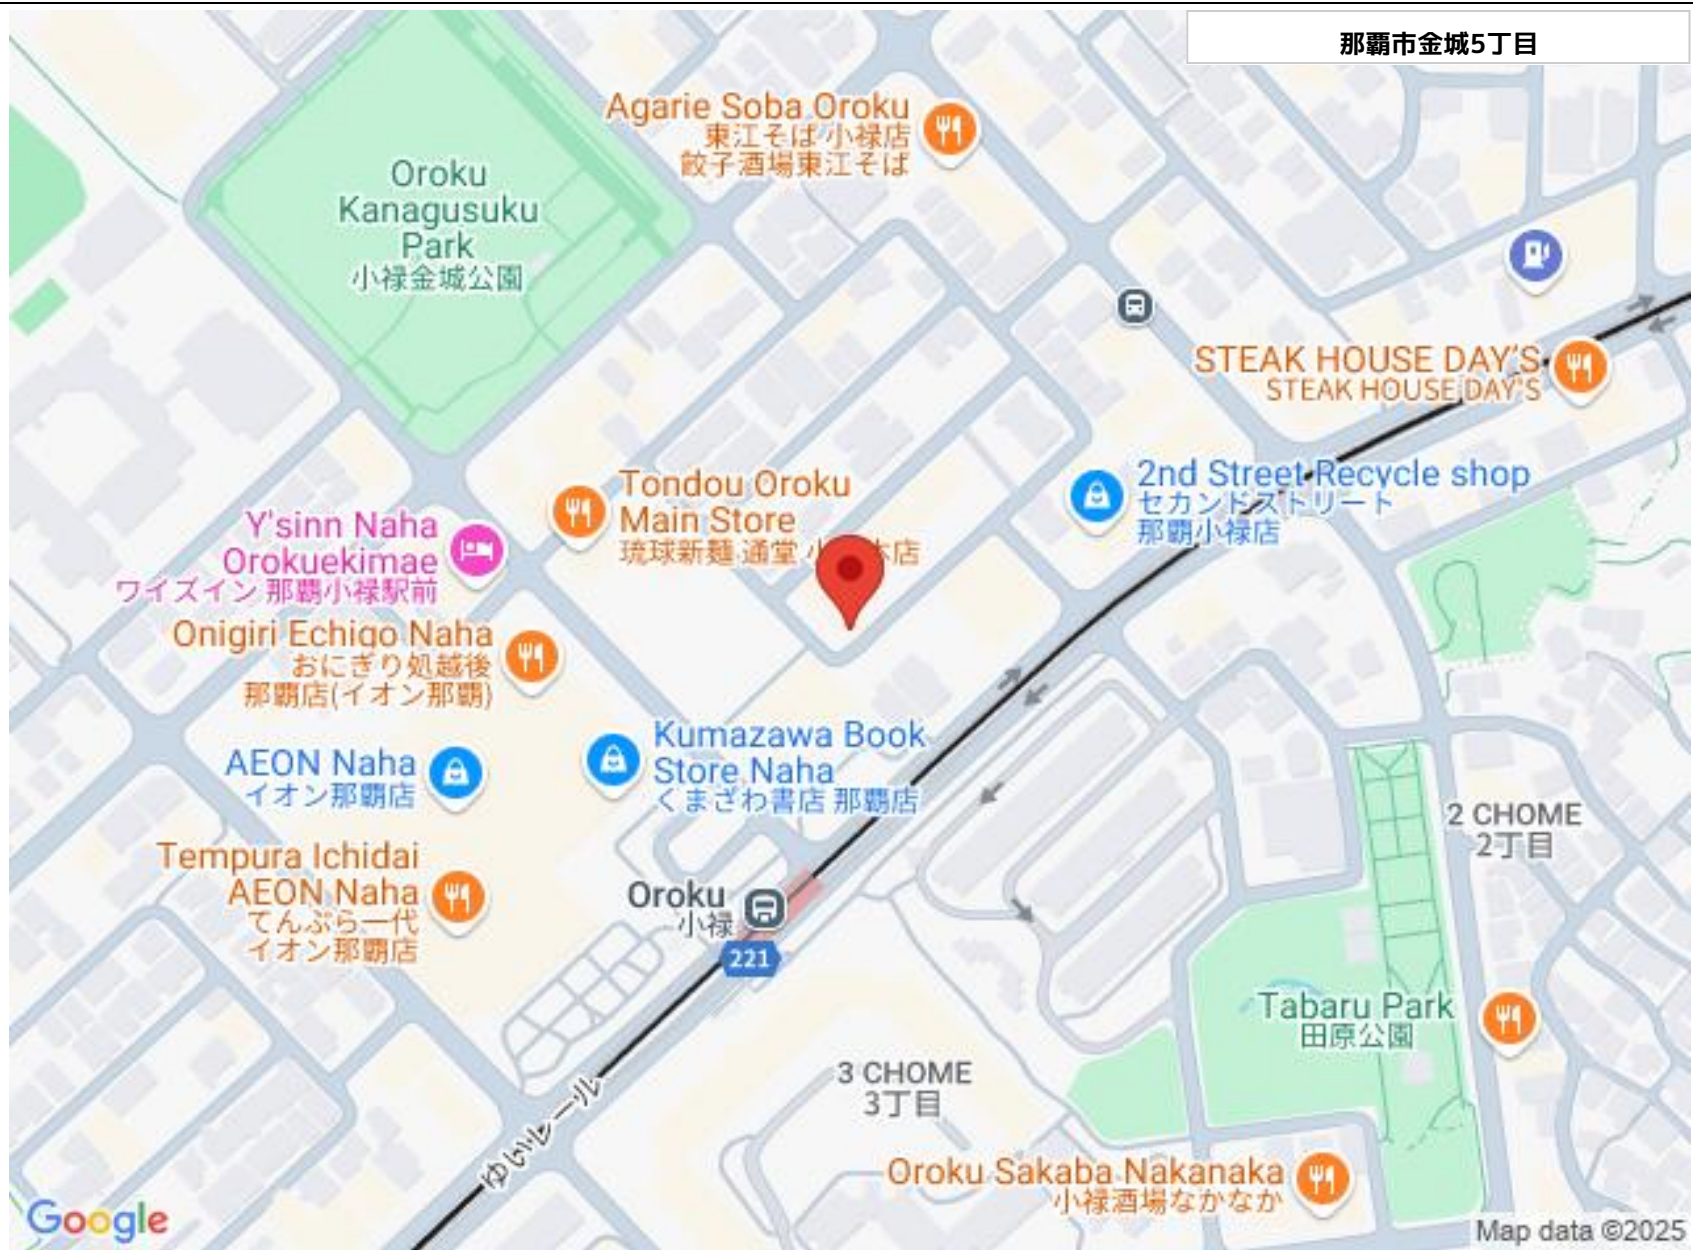 那覇市金城5丁目
Agarie Soba Oroku
東江そば 小禄店
餃子酒場東江そば
Oroku
Kanagusuku
Park
小禄金城公園
STEAK HOUSE DAY'S
STEAK HOUSE DAY'S
2nd Street Recycle shop
セカンドストリート
那覇小禄店
Tondou Oroku
Main Store
琉球新麺 通堂 小 本店
Y'sinn Naha
Orokuekimae
ワイズイン 那覇小禄駅前
Onigiri Echigo Naha
おにぎり処越後
那覇店(イオン那覇)
Kumazawa Book
Store Naha
くまざわ書店 那覇店
AEON Naha
イオン那覇店
2 CHOME
2丁目
Tempura Ichidai
AEON Naha
てんぷら一代
イオン那覇店
Oroku
小禄
221
Tabaru Park
田原公園
3 CHOME
3丁目
ゆいレール
Oroku Sakaba Nakanaka
小禄酒場なかなか
Google
Map data ©2025